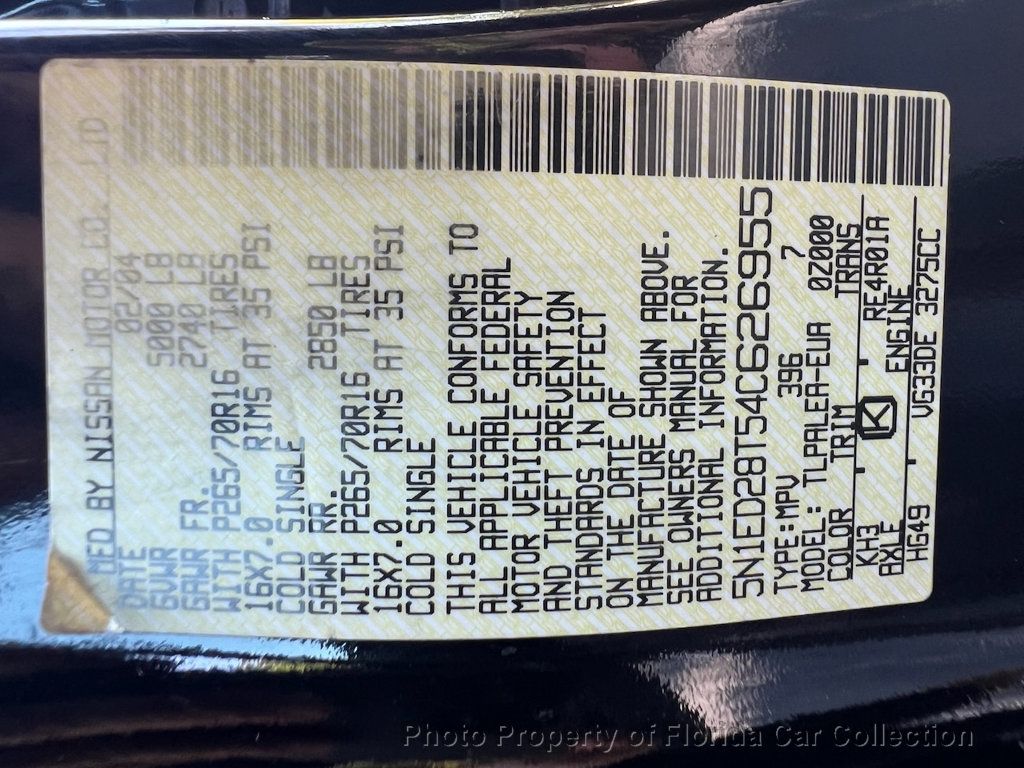 MFD BY NISSAN MOTOR CO., LTD
DATE 02/04
GVWR 5000 LB
GAWR FR. 2740 LB
WITH P265/70R16 TIRES
16X7.0 RIMS AT 35 PSI
COLD SINGLE
GAWR RR. 2850 LB
WITH P265/70R16 TIRES
16X7.0 RIMS AT 35 PSI
COLD SINGLE
THIS VEHICLE CONFORMS TO
ALL APPLICABLE FEDERAL
MOTOR VEHICLE SAFETY
AND THEFT PREVENTION
STANDARDS IN EFFECT
ON THE DATE OF
MANUFACTURE SHOWN ABOVE.
SEE OWNERS MANUAL FOR
ADDITIONAL INFORMATION.
5N1ED28T54C626955
TYPE:MPV 396 7
MODEL: TLPALEA-EUA 0Z000
COLOR TRIM TRANS
KH3 K RE4R01A
AXLE ENGINE
HG49 VG33DE 3275CC
Photo Property of Florida Car Collection